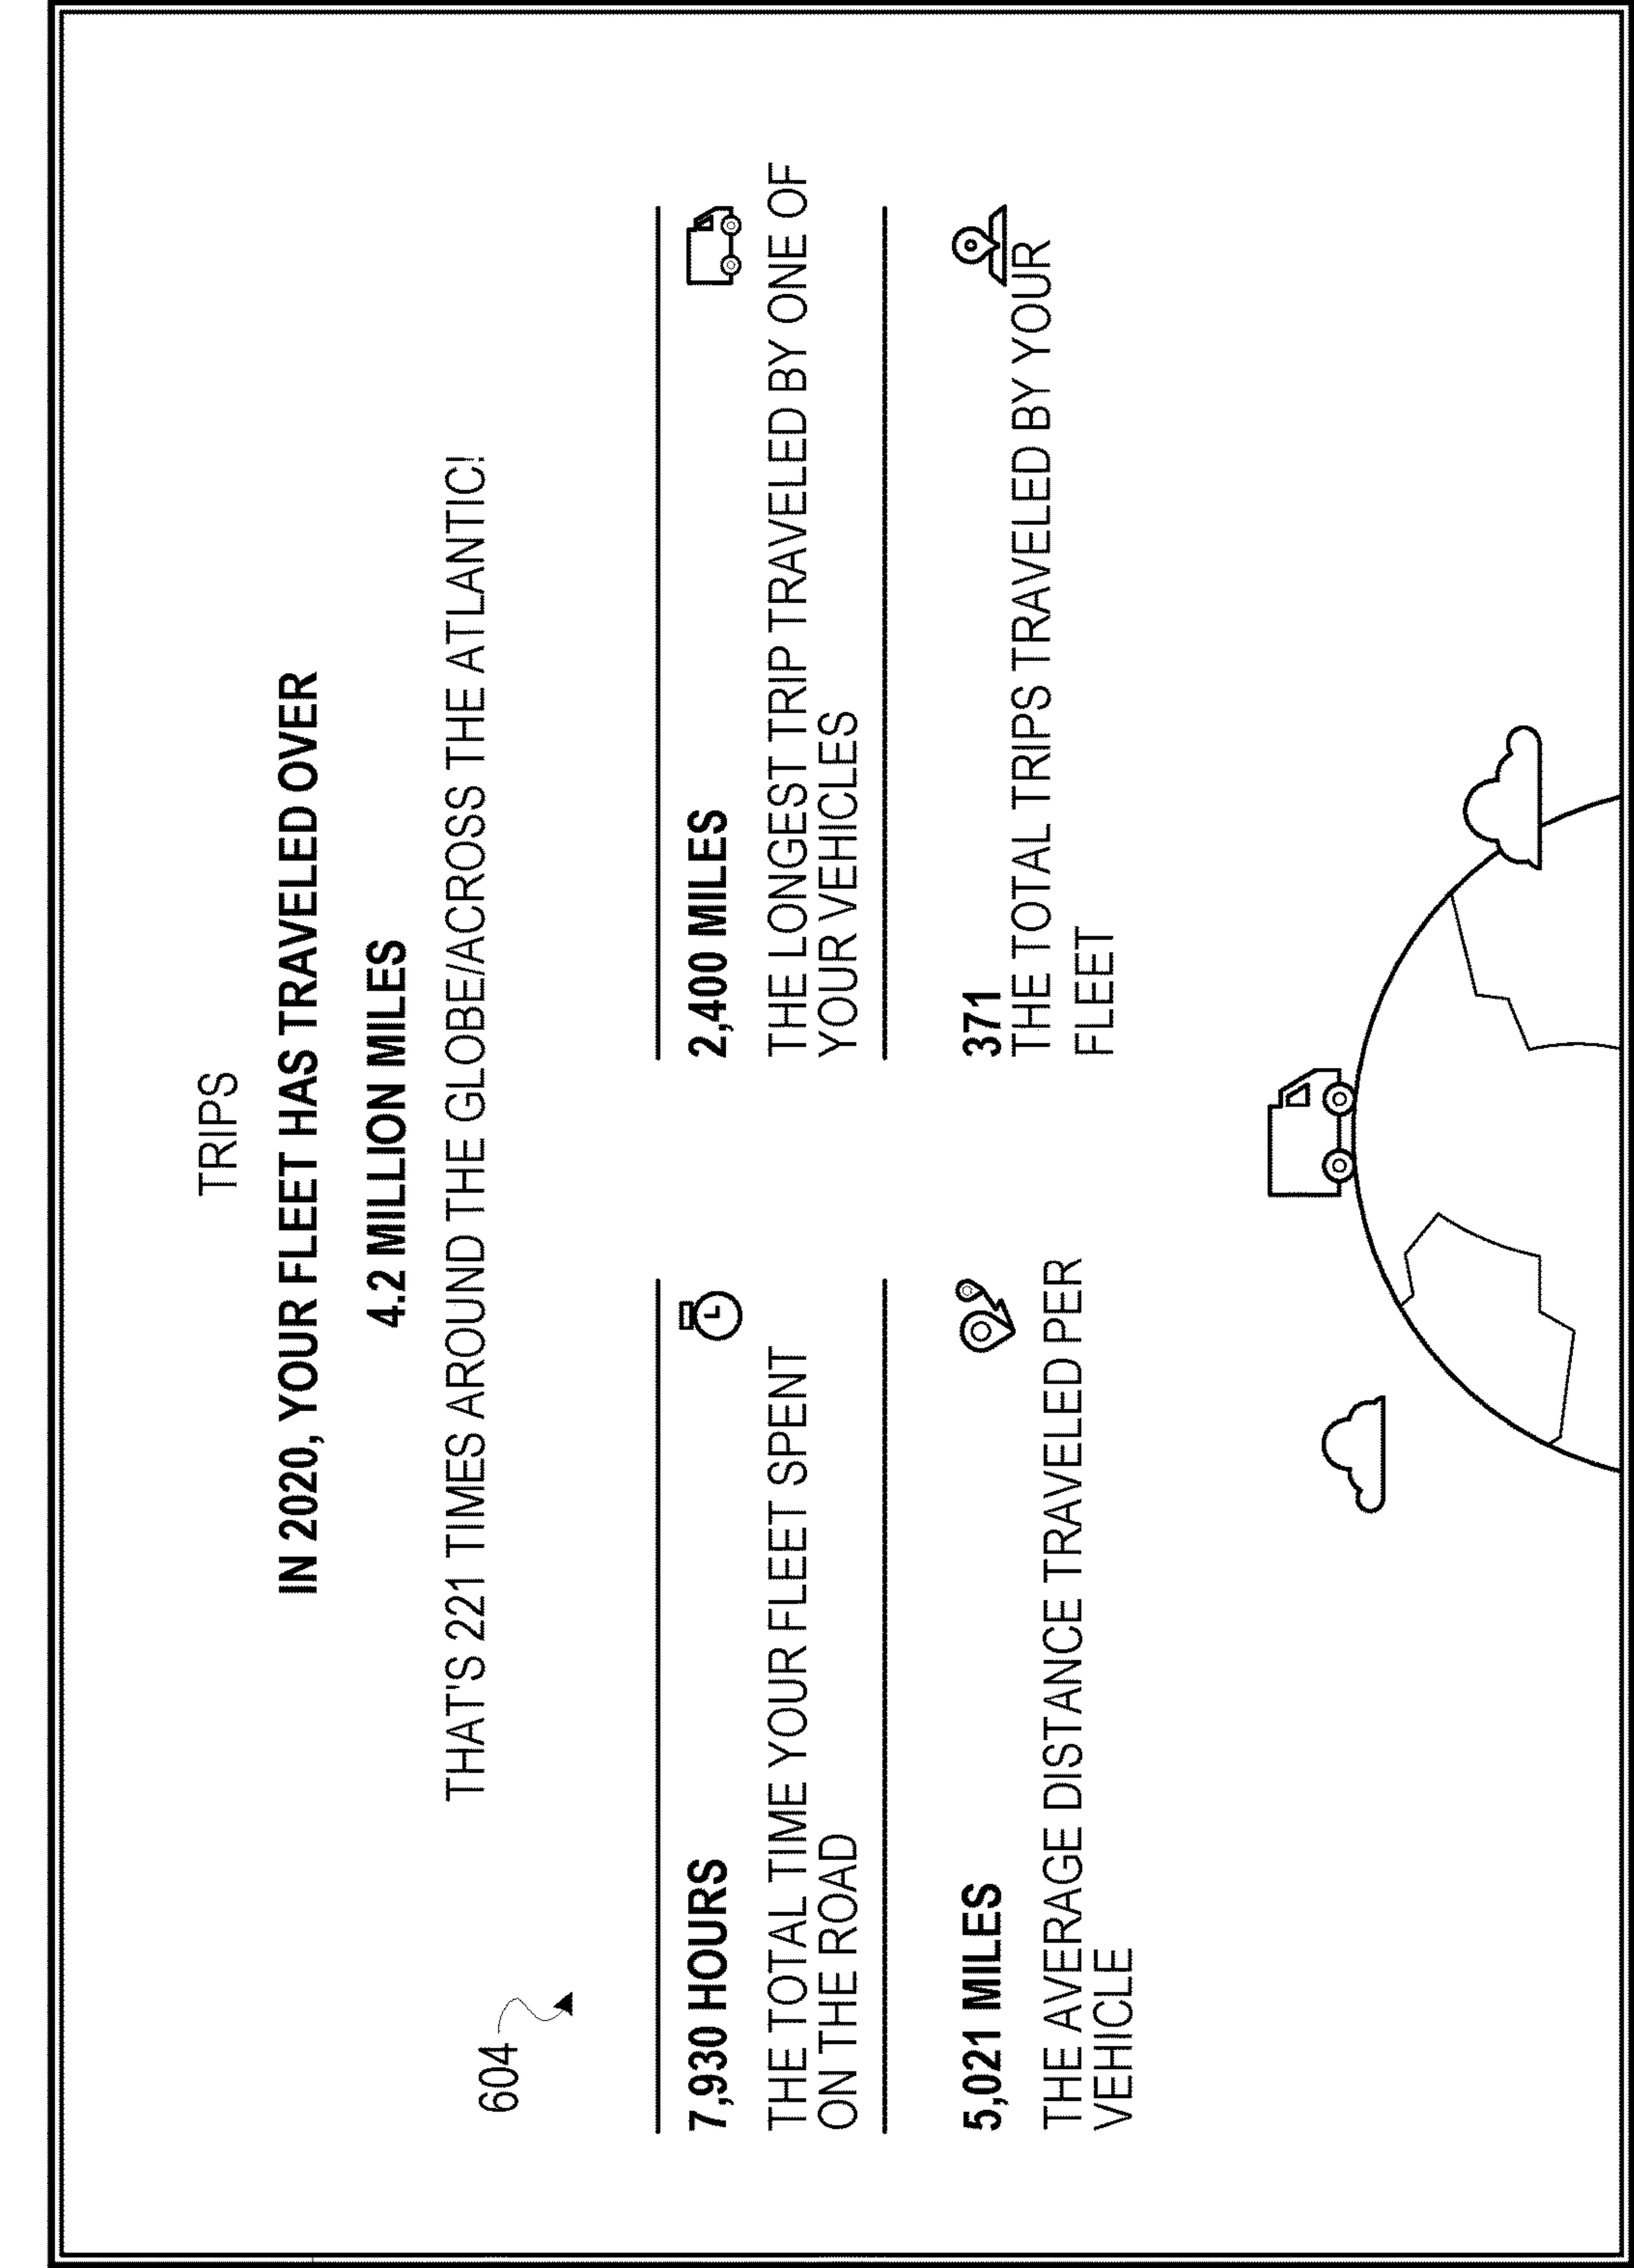 TRIPS
IN 2020, YOUR FLEET HAS TRAVELED OVER
4.2 MILLION MILES
THAT'S 221 TIMES AROUND THE GLOBE/ACROSS THE ATLANTIC!
604
7,930 HOURS
THE TOTAL TIME YOUR FLEET SPENT
ON THE ROAD
2,400 MILES
THE LONGEST TRIP TRAVELED BY ONE OF
YOUR VEHICLES
5,021 MILES
THE AVERAGE DISTANCE TRAVELED PER
VEHICLE
371
THE TOTAL TRIPS TRAVELED BY YOUR
FLEET